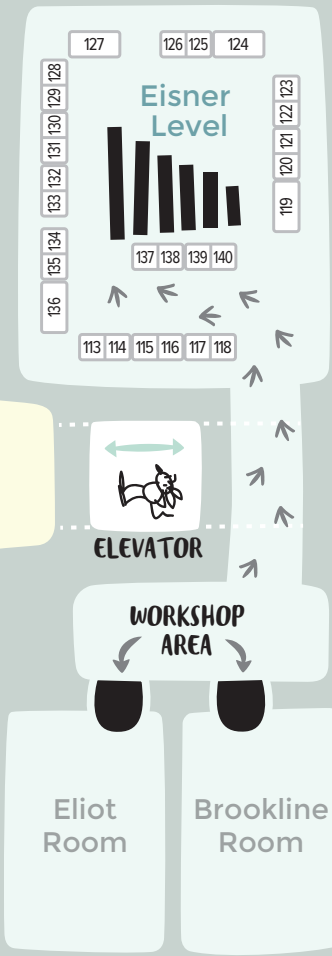 127
126 125 124
Eisner
Level
128
129
130
131
132
133
134
135
136
123
122
121
120
119
137 138 139 140
113 114 115 116 117 118
ELEVATOR
WORKSHOP
AREA
Eliot
Room
Brookline
Room